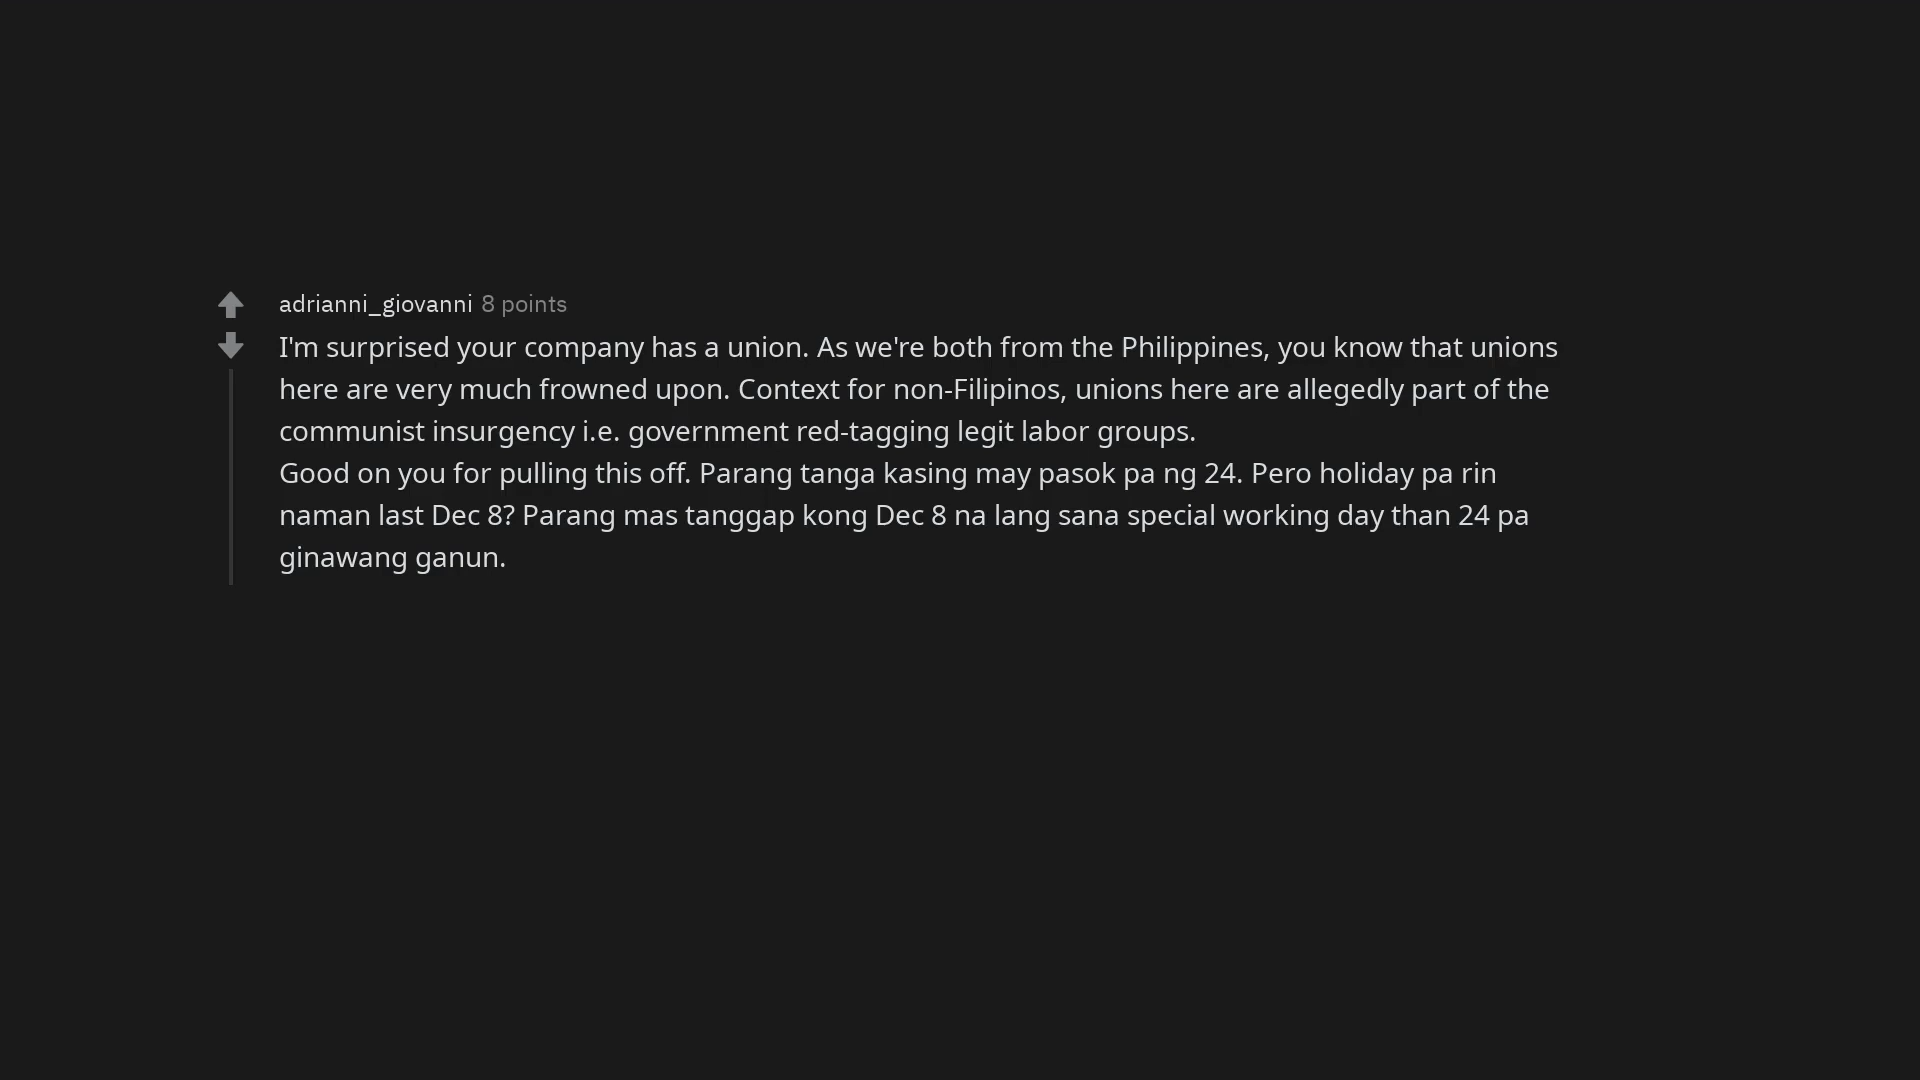 adrianni_giovanni 8 points
I'm surprised your company has a union. As we're both from the Philippines, you know that unions
here are very much frowned upon. Context for non-Filipinos, unions here are allegedly part of the
communist insurgency i.e. government red-tagging legit labor groups.
Good on you for pulling this off. Parang tanga kasing may pasok pa ng 24. Pero holiday pa rin
naman last Dec 8? Parang mas tanggap kong Dec 8 na lang sana special working day than 24 pa
ginawang ganun.